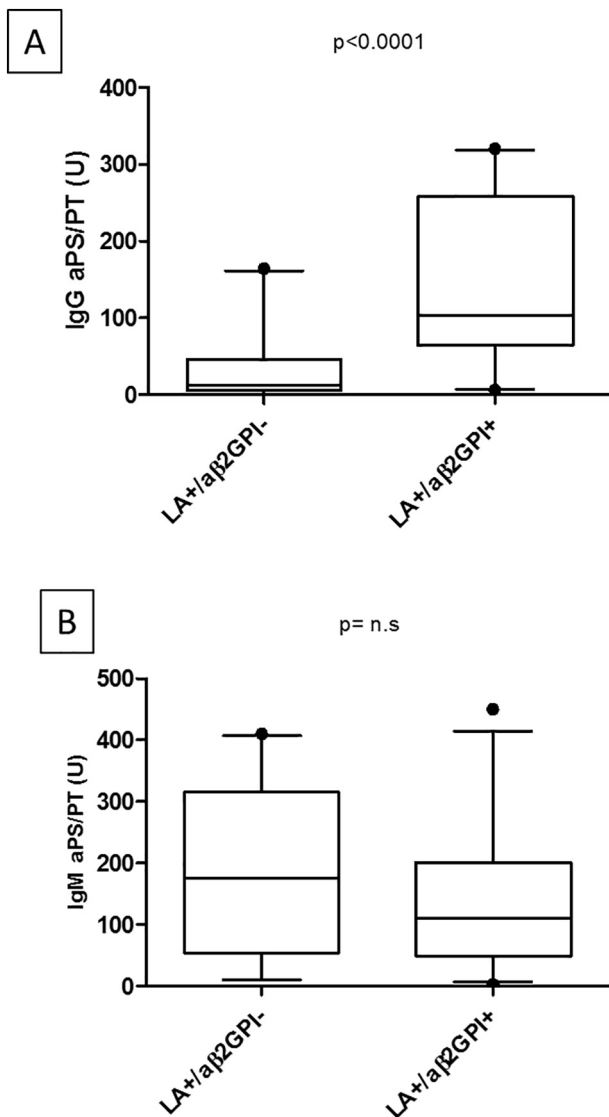 A
p<0.0001
IgG aPS/PT (U)
400
300
200
100
0
LA+/aβ2GPI-
LA+/aβ2GPI+
B
p= n.s
IgM aPS/PT (U)
500
400
300
200
100
0
LA+/aβ2GPI-
LA+/aβ2GPI+